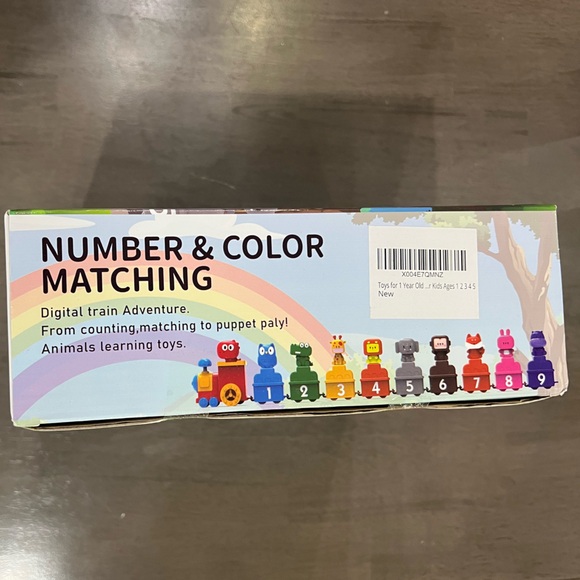 NUMBER & COLOR
MATCHING
Digital train Adventure.
From counting,matching to puppet paly!
Animals learning toys.
X004E7QMNZ
Toys for 1 Year Old ...r Kids Ages 1 2 3 4 5
New
1 2 3 4 5 6 7 8 9